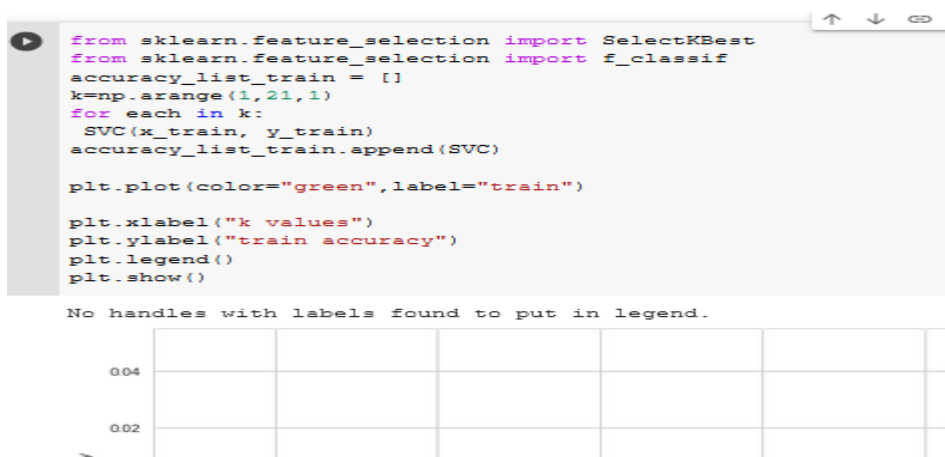 from sklearn.feature_selection import SelectKBest
from sklearn.feature_selection import f_classif
accuracy_list_train = []
k=np.arange(1,21,1)
for each in k:
 SVC(x_train, y_train)
accuracy_list_train.append(SVC)
plt.plot(color="green",label="train")
plt.xlabel("k values")
plt.ylabel("train accuracy")
plt.legend()
plt.show()
No handles with labels found to put in legend.
0.04
0.02